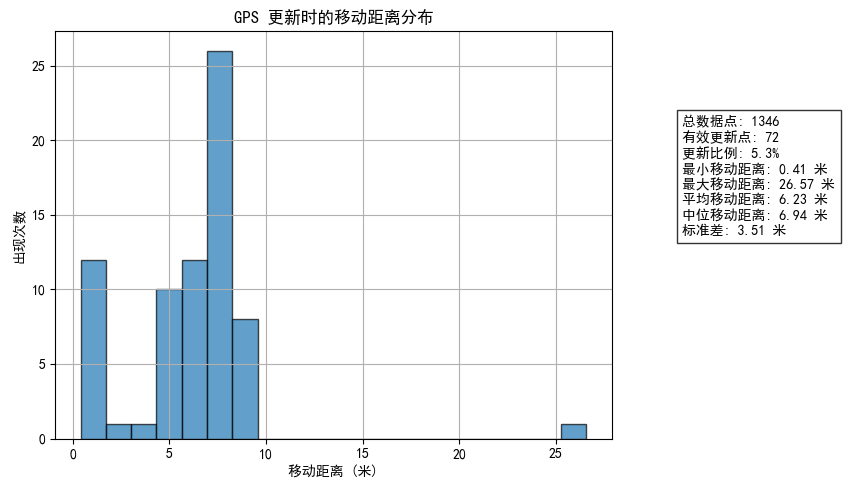 GPS 更新时的移动距离分布
出现次数
25
20
15
10
5
0
0 5 10 15 20 25
移动距离 (米)
总数据点: 1346
有效更新点: 72
更新比例: 5.3%
最小移动距离: 0.41 米
最大移动距离: 26.57 米
平均移动距离: 6.23 米
中位移动距离: 6.94 米
标准差: 3.51 米